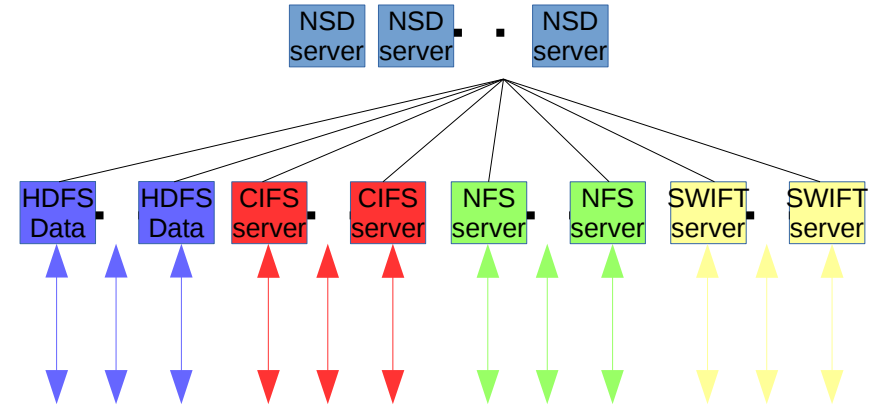 NSD
server
NSD
server
NSD
server
HDFS
Data
HDFS
Data
CIFS
server
CIFS
server
NFS
server
NFS
server
SWIFT
server
SWIFT
server